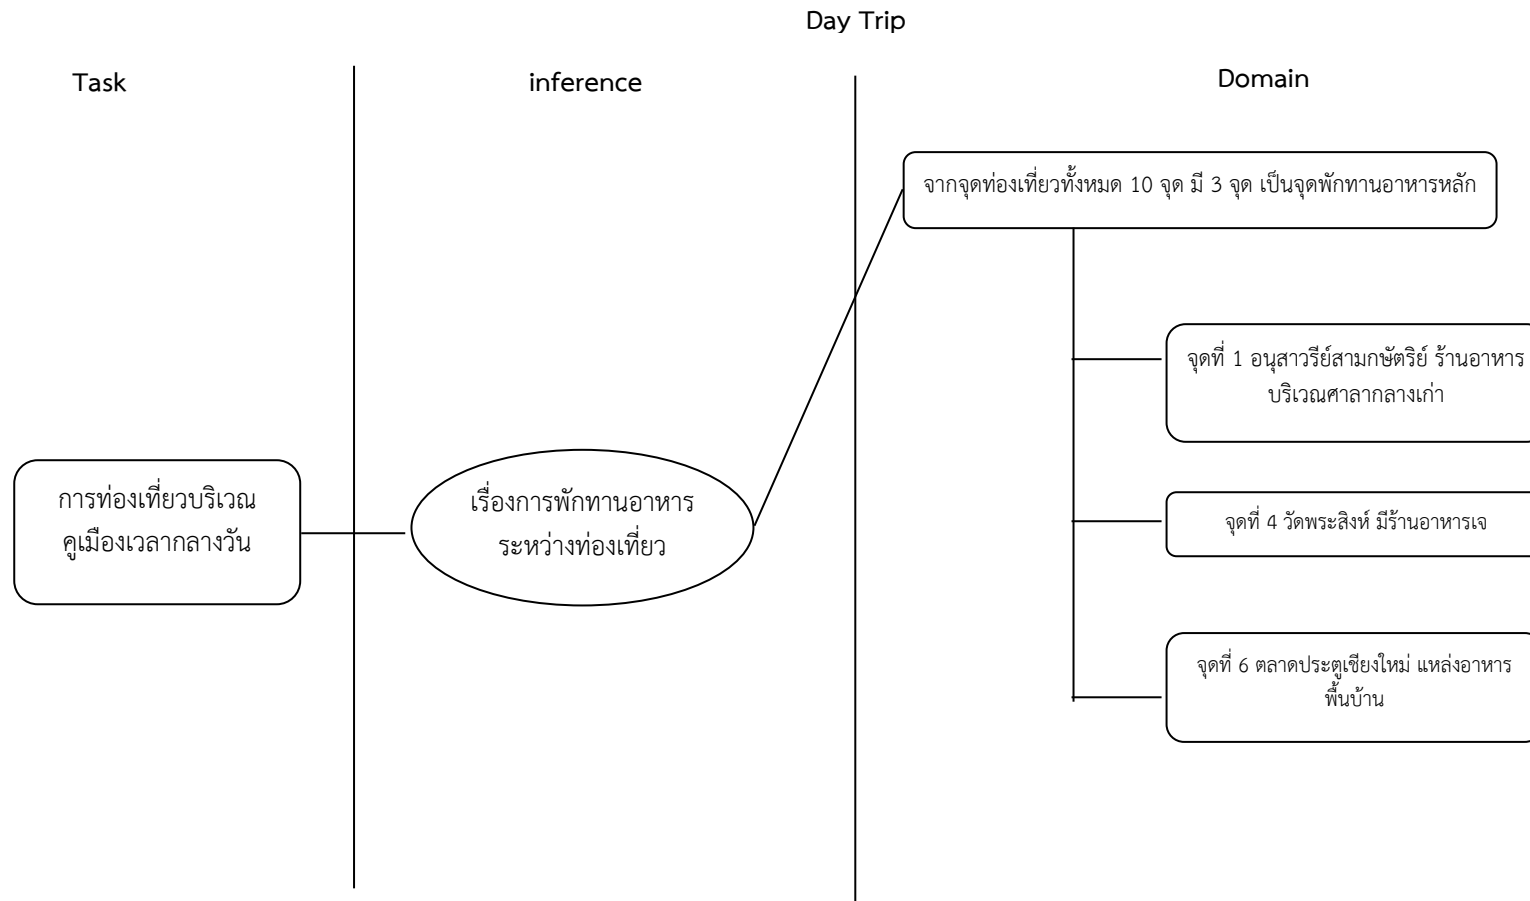 Day Trip
Task
inference
Domain
จากจุดท่องเที่ยวทั้งหมด 10 จุด มี 3 จุด เป็นจุดพักทานอาหารหลัก
จุดที่ 1 อนุสาวรีย์สามกษัตริย์ ร้านอาหาร
บริเวณศาลากลางเก่า
การท่องเที่ยวบริเวณ
คูเมืองเวลากลางวัน
เรื่องการพักทานอาหาร
ระหว่างท่องเที่ยว
จุดที่ 4 วัดพระสิงห์ มีร้านอาหารเจ
จุดที่ 6 ตลาดประตูเชียงใหม่ แหล่งอาหาร
พื้นบ้าน